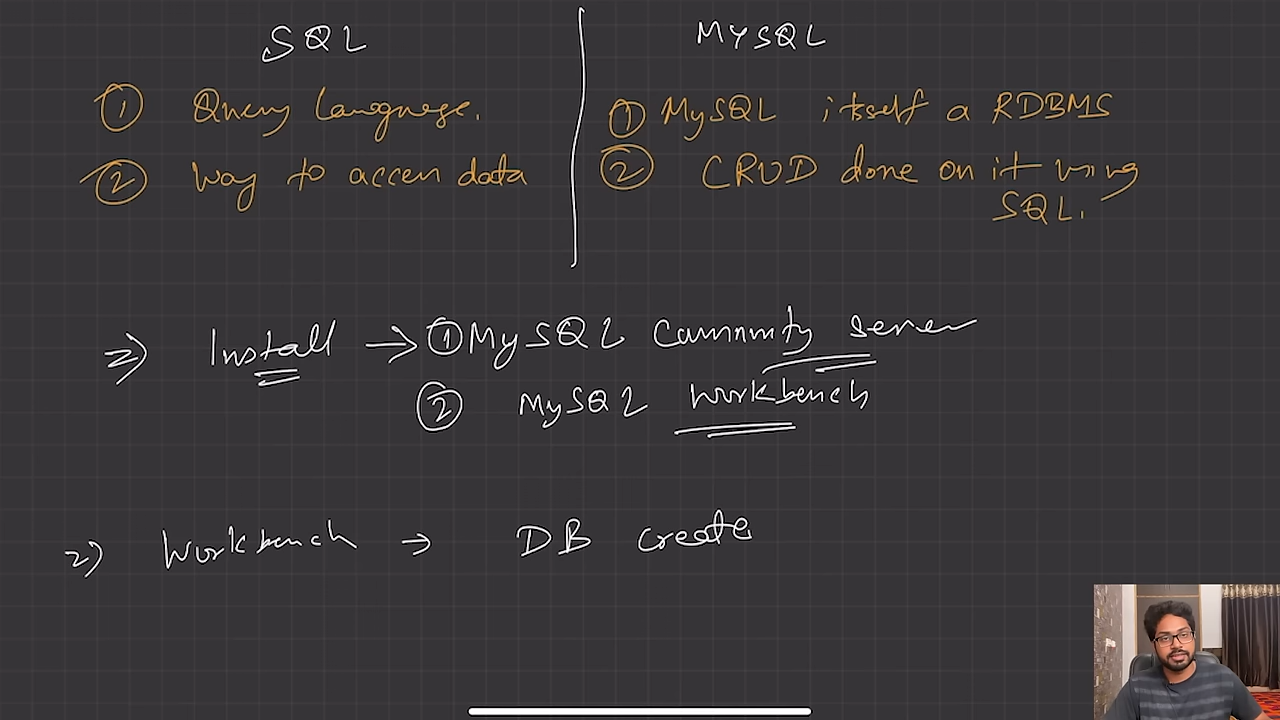 SQL
① Query language.
② Way to access data
MYSQL
① MySQL itself a RDBMS
② CRUD done on it using
SQL.
=> Install → ① MySQL Community server
② MySQL Workbench
=> Workbench → DB create